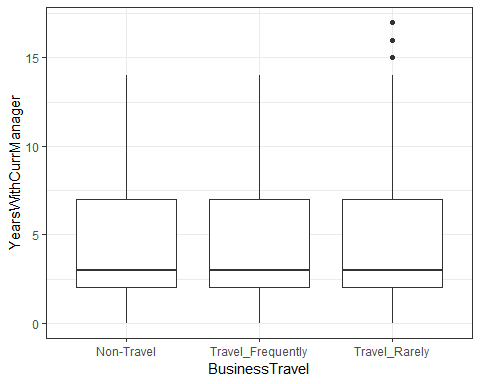 YearsWithCurrManager
15
10
5
0
Non-Travel
Travel_Frequently
Travel_Rarely
BusinessTravel